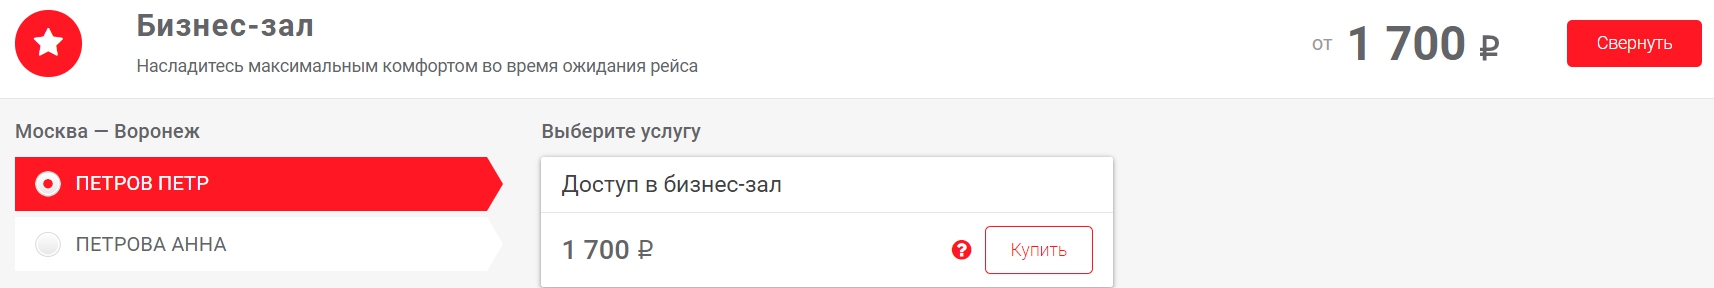 Бизнес-зал
Насладитесь максимальным комфортом во время ожидания рейса
от 1 700 ₽
Свернуть
Москва — Воронеж
ПЕТРОВ ПЕТР
ПЕТРОВА АННА
Выберите услугу
Доступ в бизнес-зал
1 700 ₽
?
Купить